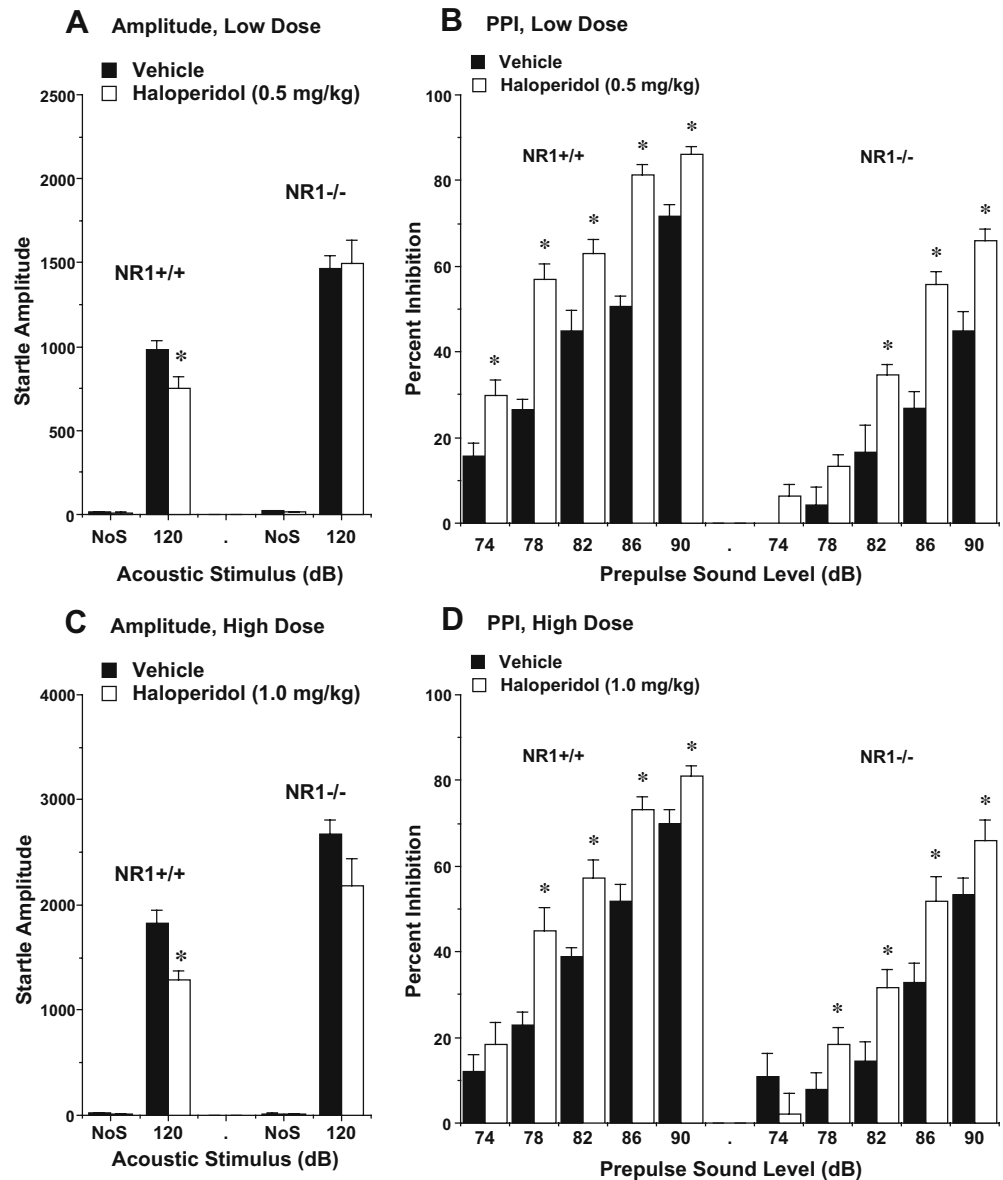 A Amplitude, Low Dose
Vehicle
Haloperidol (0.5 mg/kg)
2500
2000
1500
1000
500
0
Startle Amplitude
NR1+/+
*
NR1-/-
NoS 120 . NoS 120
Acoustic Stimulus (dB)
B PPI, Low Dose
Vehicle
Haloperidol (0.5 mg/kg)
100
80
60
40
20
0
Percent Inhibition
NR1+/+
* * * * *
NR1-/-
* * *
74 78 82 86 90 . 74 78 82 86 90
Prepulse Sound Level (dB)
C Amplitude, High Dose
Vehicle
Haloperidol (1.0 mg/kg)
4000
3000
2000
1000
0
Startle Amplitude
NR1+/+
*
NR1-/-
NoS 120 . NoS 120
Acoustic Stimulus (dB)
D PPI, High Dose
Vehicle
Haloperidol (1.0 mg/kg)
100
80
60
40
20
0
Percent Inhibition
NR1+/+
* * * *
NR1-/-
* * * *
74 78 82 86 90 . 74 78 82 86 90
Prepulse Sound Level (dB)